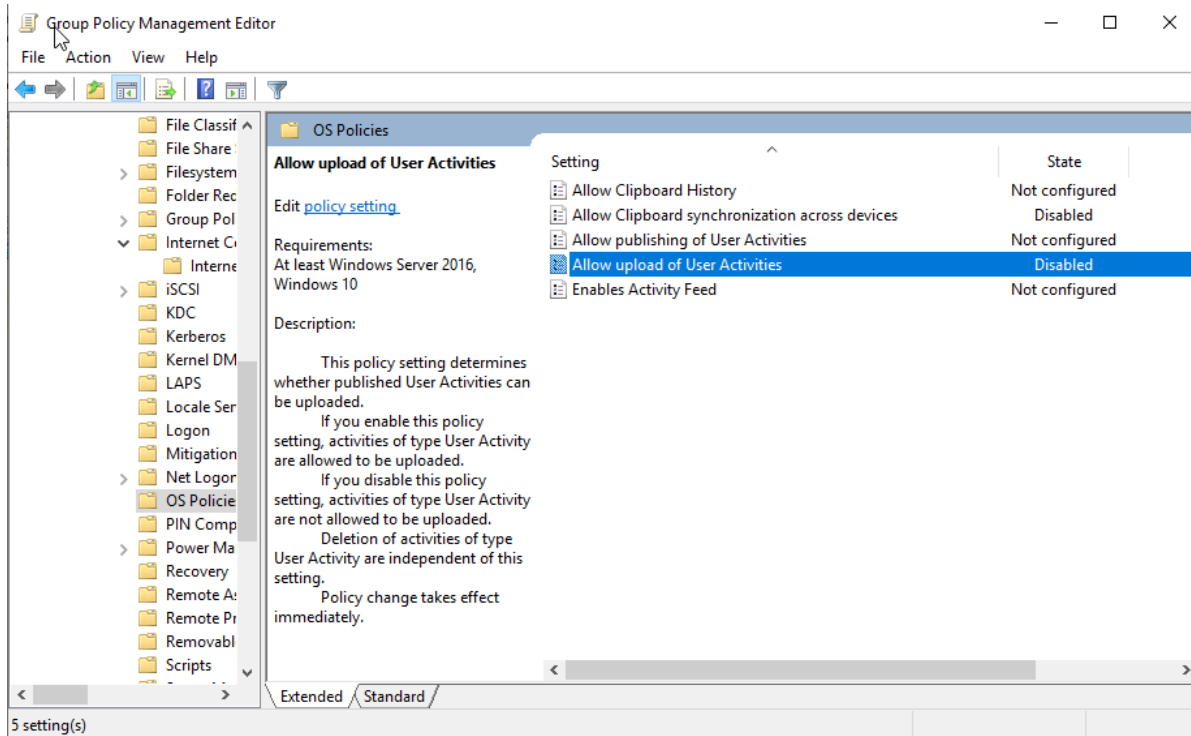 Group Policy Management Editor
File Action View Help
File Classif
File Share
Filesystem
Folder Rec
Group Pol
Internet Co
Interne
iSCSI
KDC
Kerberos
Kernel DM
LAPS
Locale Ser
Logon
Mitigation
Net Logor
OS Policie
PIN Comp
Power Ma
Recovery
Remote As
Remote Pr
Removabl
Scripts
OS Policies
Allow upload of User Activities
Edit policy setting
Requirements:
At least Windows Server 2016,
Windows 10
Description:
This policy setting determines
whether published User Activities can
be uploaded.
If you enable this policy
setting, activities of type User Activity
are allowed to be uploaded.
If you disable this policy
setting, activities of type User Activity
are not allowed to be uploaded.
Deletion of activities of type
User Activity are independent of this
setting.
Policy change takes effect
immediately.
Setting State
Allow Clipboard History Not configured
Allow Clipboard synchronization across devices Disabled
Allow publishing of User Activities Not configured
Allow upload of User Activities Disabled
Enables Activity Feed Not configured
Extended Standard
5 setting(s)